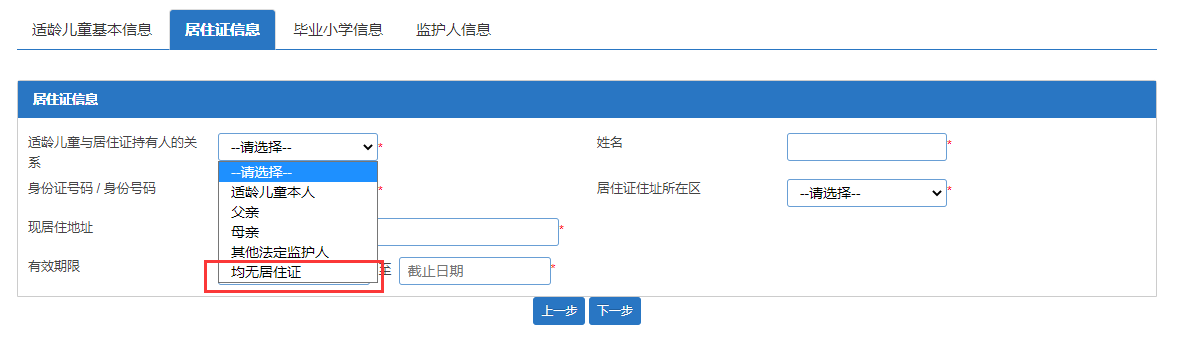 适龄儿童基本信息 居住证信息 毕业小学信息 监护人信息
居住证信息
适龄儿童与居住证持有人的关
系
--请选择-- *
姓名 *
--请选择--
适龄儿童本人
父亲
母亲
其他法定监护人
均无居住证
身份证号码 / 身份号码 *
居住证住址所在区 --请选择-- *
现居住地址 *
有效期限 至 截止日期 *
上一步 下一步